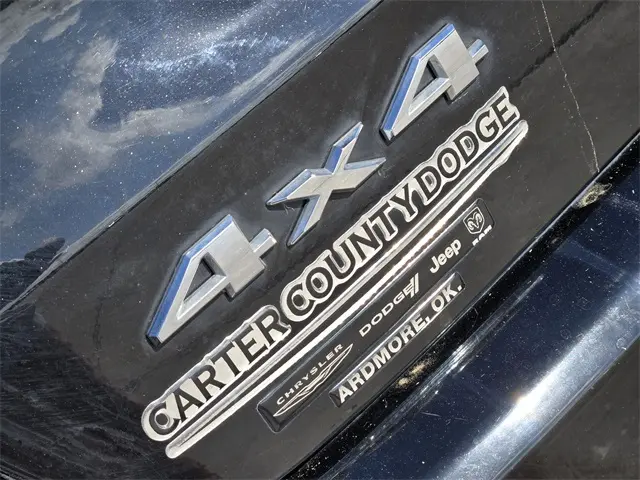 4x4
CARTER COUNTY DODGE
CHRYSLER DODGE Jeep RAM
ARDMORE, OK.